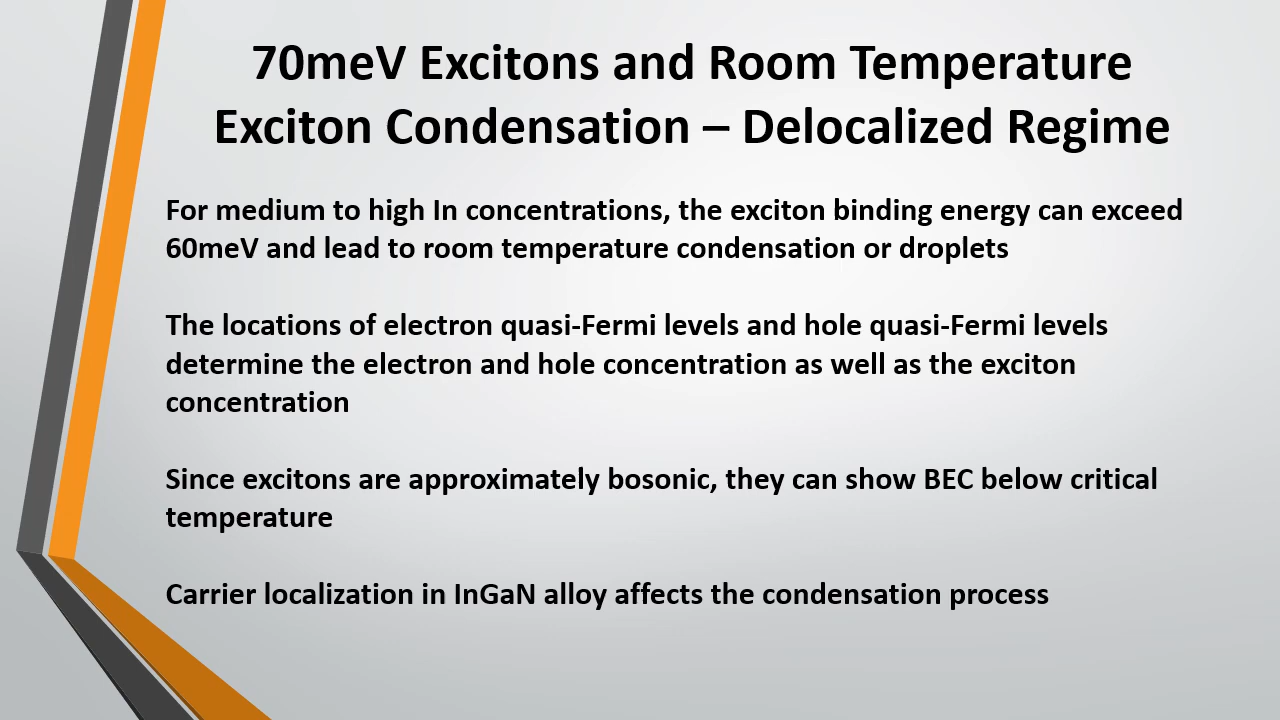 70meV Excitons and Room Temperature
Exciton Condensation – Delocalized Regime
For medium to high In concentrations, the exciton binding energy can exceed
60meV and lead to room temperature condensation or droplets
The locations of electron quasi-Fermi levels and hole quasi-Fermi levels
determine the electron and hole concentration as well as the exciton
concentration
Since excitons are approximately bosonic, they can show BEC below critical
temperature
Carrier localization in InGaN alloy affects the condensation process